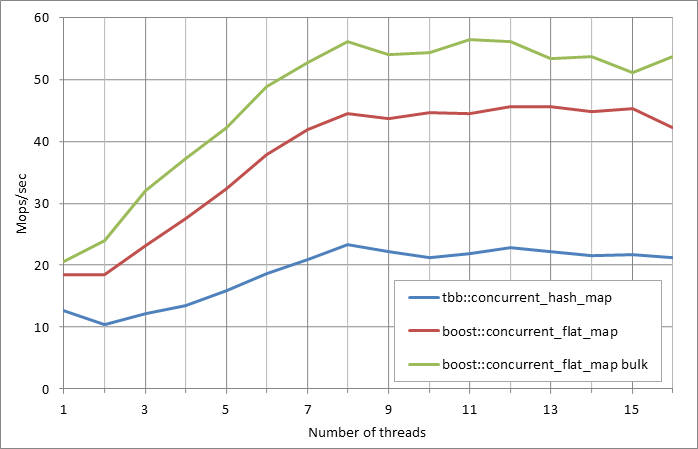 60
50
40
30
20
10
0
Mops/sec
tbb::concurrent_hash_map
boost::concurrent_flat_map
boost::concurrent_flat_map bulk
1 3 5 7 9 11 13 15
Number of threads